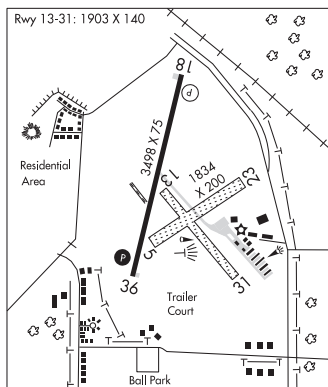 Rwy 13-31: 1903 X 140
18
P
3498 X 75
13
1834
X 200
23
Residential
Area
P
5
36
31
Trailer
Court
Ball Park